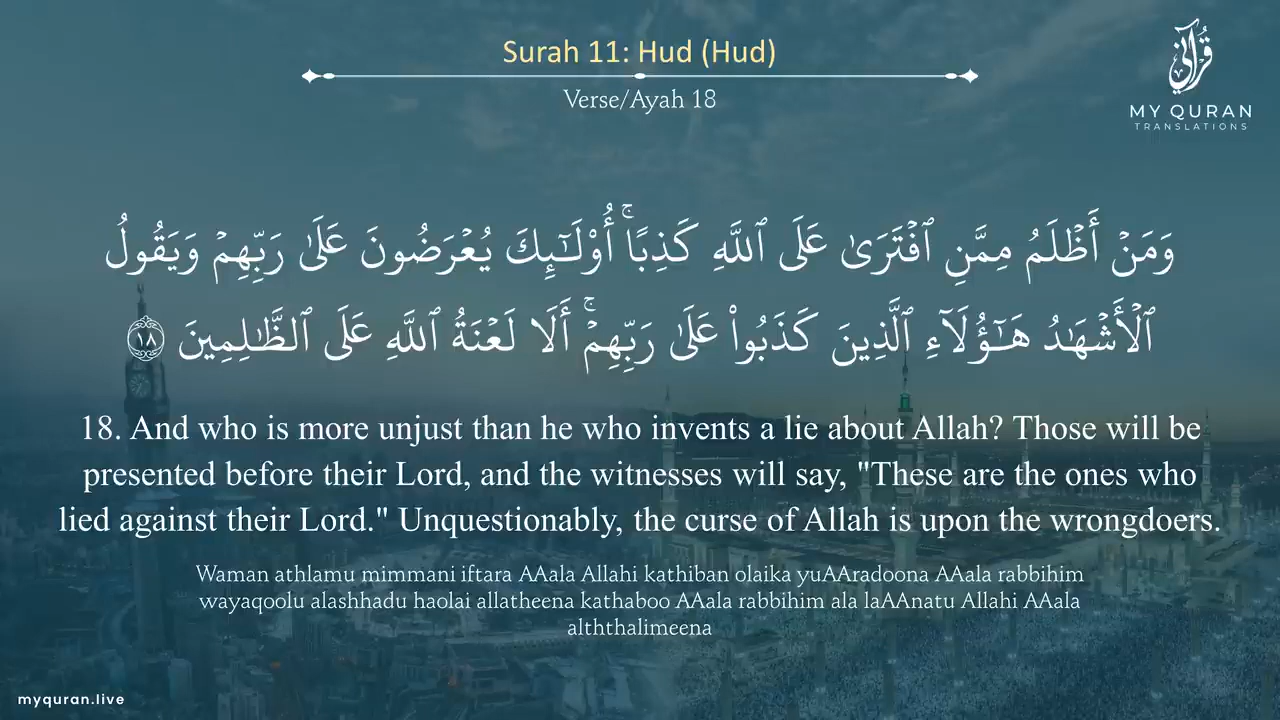 Surah 11: Hud (Hud)
Verse/Ayah 18
قُرْآنِي
MY QURAN
TRANSLATIONS
وَمَنۡ أَظۡلَمُ مِمَّنِ ٱفۡتَرَىٰ عَلَى ٱللَّهِ كَذِبًاۚ أُوْلَـٰٓئِكَ يُعۡرَضُونَ عَلَىٰ رَبِّهِمۡ وَيَقُولُ
ٱلۡأَشۡهَـٰدُ هَـٰٓؤُلَآءِ ٱلَّذِينَ كَذَبُواْ عَلَىٰ رَبِّهِمۡۚ أَلَا لَعۡنَةُ ٱللَّهِ عَلَى ٱلظَّـٰلِمِينَ ١٨
18. And who is more unjust than he who invents a lie about Allah? Those will be
presented before their Lord, and the witnesses will say, "These are the ones who
lied against their Lord." Unquestionably, the curse of Allah is upon the wrongdoers.
Waman athlamu mimmani iftara AAala Allahi kathiban olaika yuAAradoona AAala rabbihim
wayaqoolu alashhadu haolai allatheena kathaboo AAala rabbihim ala laAAnatu Allahi AAala
alththalimeena
myquran.live